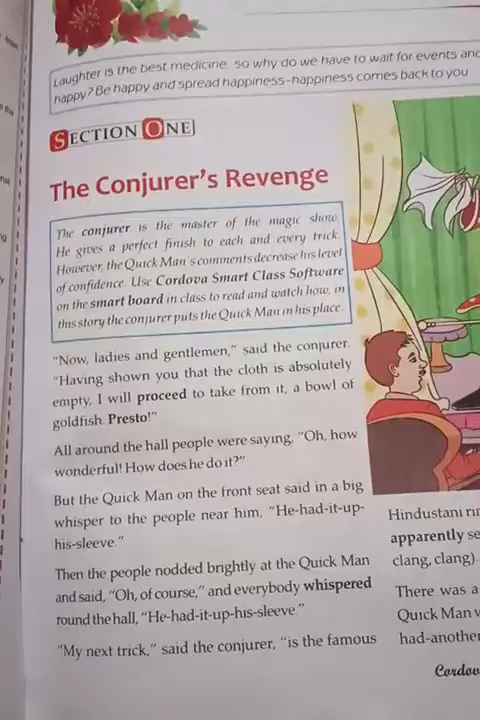 Laughter is the best medicine so why do we have to wait for events and
happy? Be happy and spread happiness-happiness comes back to you
SECTION ONE
The Conjurer's Revenge
The conjurer is the master of the magic show
He gives a perfect finish to each and every trick.
However, the Quick Man's comments decrease his level
of confidence. Use Cordova Smart Class Software
on the smart board in class to read and watch how, in
this story the conjurer puts the Quick Man in his place.
"Now, ladies and gentlemen," said the conjurer.
"Having shown you that the cloth is absolutely
empty, I will proceed to take from it, a bowl of
goldfish. Presto!"
All around the hall people were saying, "Oh, how
wonderful! How does he do it?"
But the Quick Man on the front seat said in a big
whisper to the people near him, "He-had-it-up-
his-sleeve."
Then the people nodded brightly at the Quick Man
and said, "Oh, of course," and everybody whispered
round the hall, "He-had-it-up-his-sleeve."
"My next trick," said the conjurer, "is the famous
Hindustani
apparently
clang, clang).
There was a
Quick Man
had-another